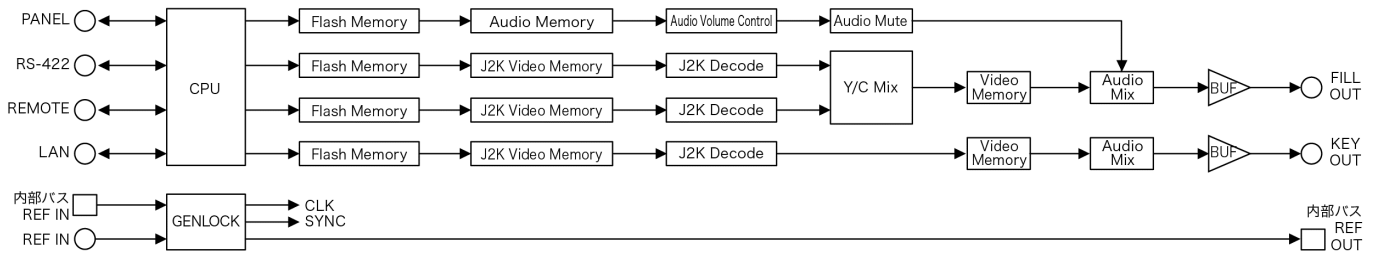 PANEL
Flash Memory
Audio Memory
Audio Volume Control
Audio Mute
RS-422
Flash Memory
J2K Video Memory
J2K Decode
CPU
Y/C Mix
Video
Memory
Audio
Mix
BUF
FILL
OUT
REMOTE
Flash Memory
J2K Video Memory
J2K Decode
LAN
Flash Memory
J2K Video Memory
J2K Decode
Video
Memory
Audio
Mix
BUF
KEY
OUT
内部バス
REF IN
GENLOCK
CLK
SYNC
REF IN
内部バス
REF
OUT